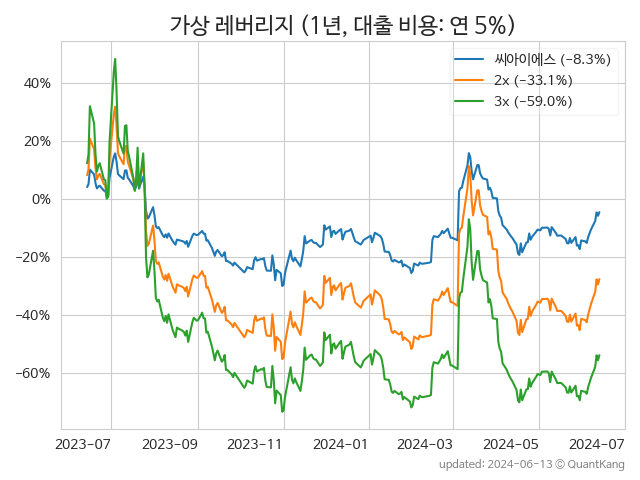 가상 레버리지 (1년, 대출 비용: 연 5%)
씨아이에스 (−8.3%)
2x (−33.1%)
3x (−59.0%)
40%
20%
0%
−20%
−40%
−60%
2023-07 2023-09 2023-11 2024-01 2024-03 2024-05 2024-07
updated: 2024-06-13 © QuantKang